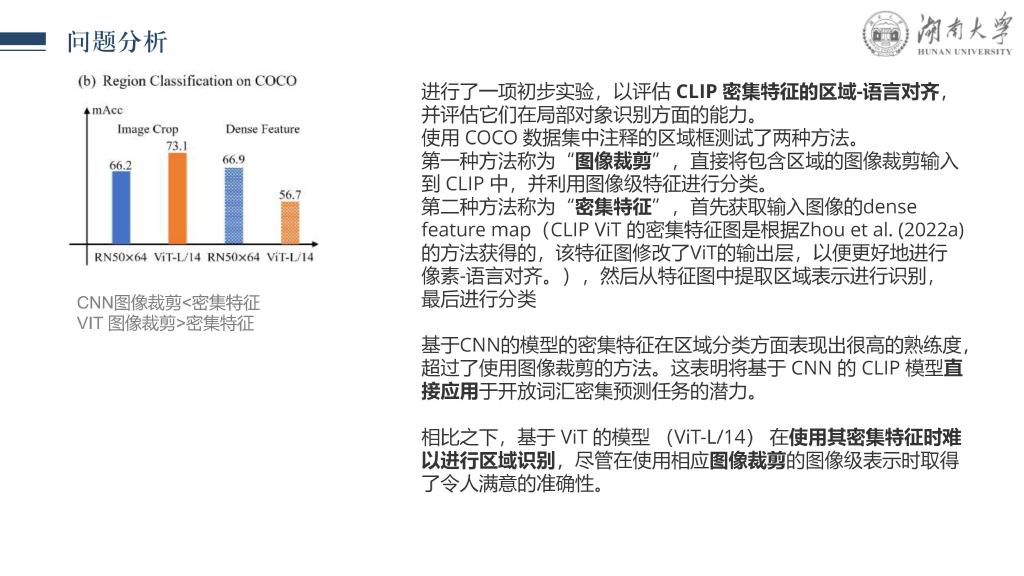 问题分析
湖南大学
HUNAN UNIVERSITY
(b) Region Classification on COCO
mAcc
Image Crop
Dense Feature
66.2
73.1
66.9
56.7
RN50×64 ViT-L/14 RN50×64 ViT-L/14
CNN图像裁剪<密集特征
VIT 图像裁剪>密集特征
进行了一项初步实验，以评估 CLIP 密集特征的区域-语言对齐，
并评估它们在局部对象识别方面的能力。
使用 COCO 数据集中注释的区域框测试了两种方法。
第一种方法称为“图像裁剪”，直接将包含区域的图像裁剪输入
到 CLIP 中，并利用图像级特征进行分类。
第二种方法称为“密集特征”，首先获取输入图像的dense
feature map（CLIP ViT 的密集特征图是根据Zhou et al. (2022a)
的方法获得的，该特征图修改了ViT的输出层，以便更好地进行
像素-语言对齐。），然后从特征图中提取区域表示进行识别，
最后进行分类
基于CNN的模型的密集特征在区域分类方面表现出很高的熟练度，
超过了使用图像裁剪的方法。这表明将基于 CNN 的 CLIP 模型直
接应用于开放词汇密集预测任务的潜力。
相比之下，基于 ViT 的模型 （ViT-L/14） 在使用其密集特征时难
以进行区域识别，尽管在使用相应图像裁剪的图像级表示时取得
了令人满意的准确性。